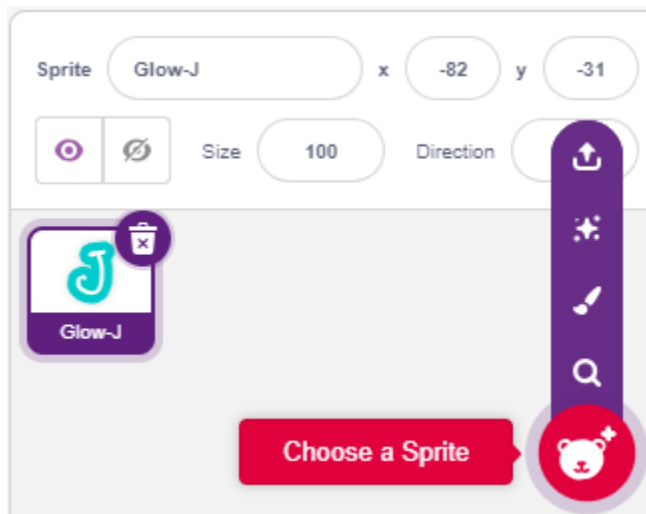 Sprite Glow-J x -82 y -31
Size 100 Direction
J
Glow-J
Choose a Sprite